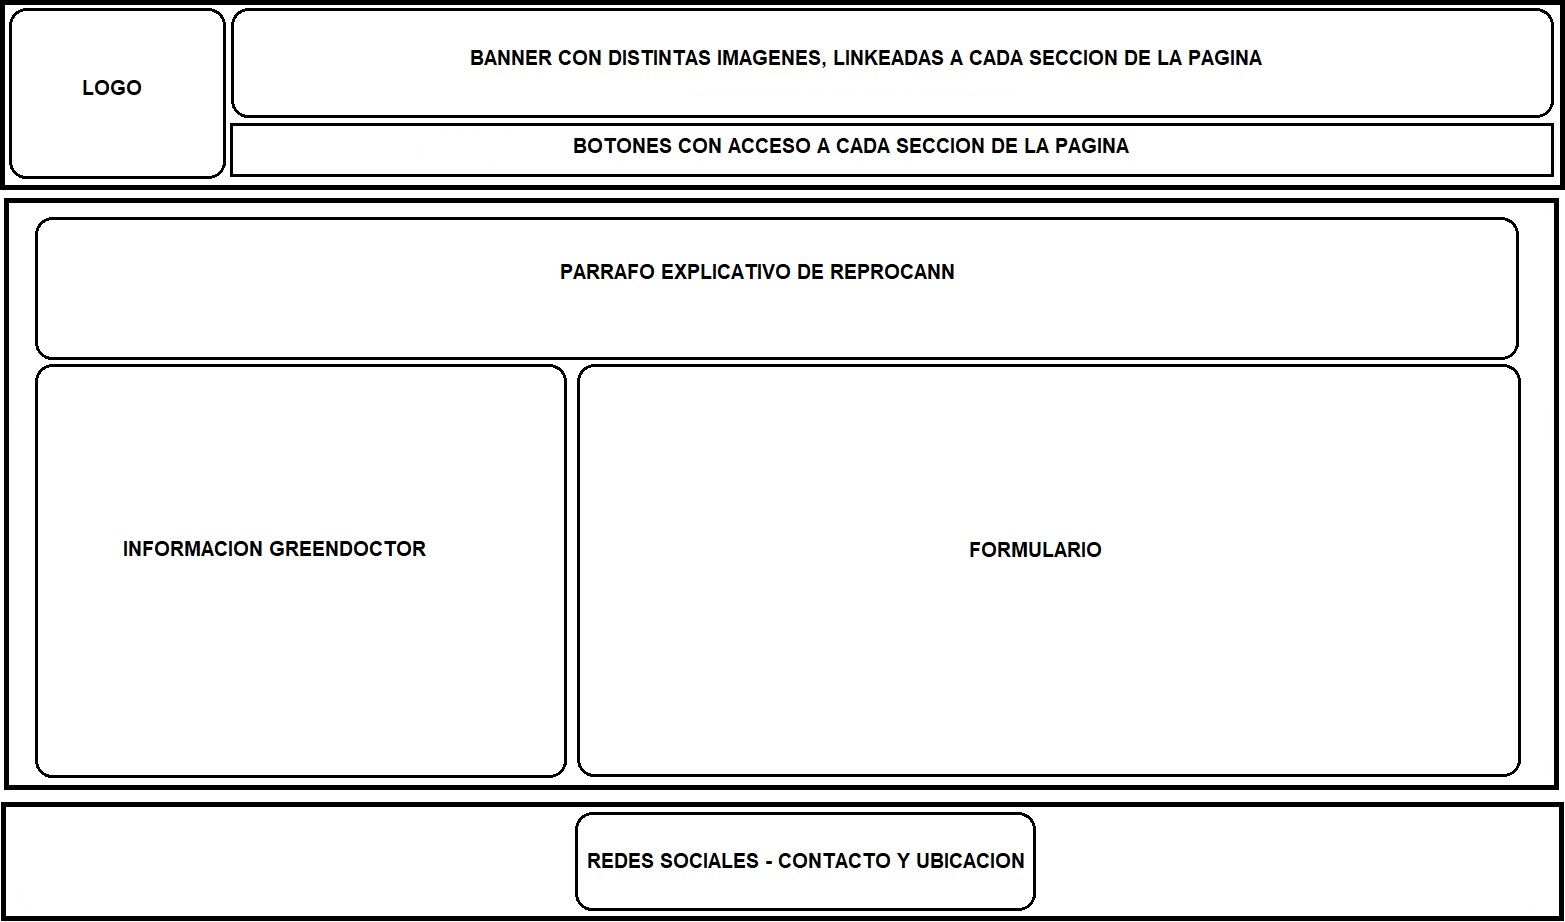 LOGO
BANNER CON DISTINTAS IMAGENES, LINKEADAS A CADA SECCION DE LA PAGINA
BOTONES CON ACCESO A CADA SECCION DE LA PAGINA
PARRAFO EXPLICATIVO DE REPROCANN
INFORMACION GREENDOCTOR
FORMULARIO
REDES SOCIALES - CONTACTO Y UBICACION